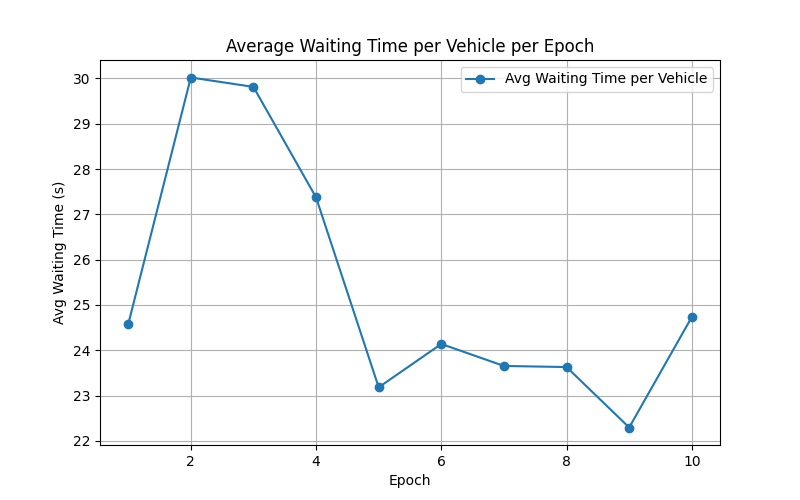 Average Waiting Time per Vehicle per Epoch
Avg Waiting Time per Vehicle
Avg Waiting Time (s)
30
29
28
27
26
25
24
23
22
2 4 6 8 10
Epoch